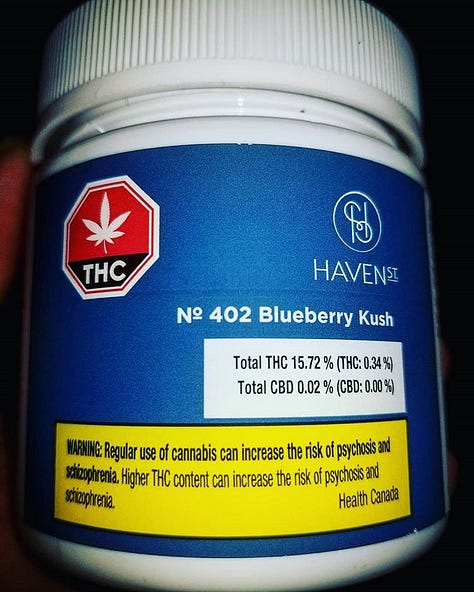 THC
HAVEN ST.
Nº 402 Blueberry Kush
Total THC 15.72 % (THC: 0.34 %)
Total CBD 0.02 % (CBD: 0.00 %)
WARNING: Regular use of cannabis can increase the risk of psychosis and
schizophrenia. Higher THC content can increase the risk of psychosis and
schizophrenia.
Health Canada